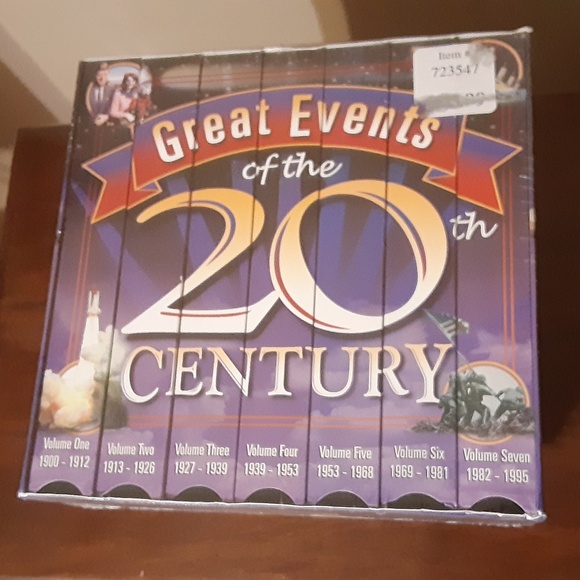 Item #
723547
Great Events
of the
20th
CENTURY
Volume One
1900 - 1912
Volume Two
1913 - 1926
Volume Three
1927 - 1939
Volume Four
1939 - 1953
Volume Five
1953 - 1968
Volume Six
1969 - 1981
Volume Seven
1982 - 1995